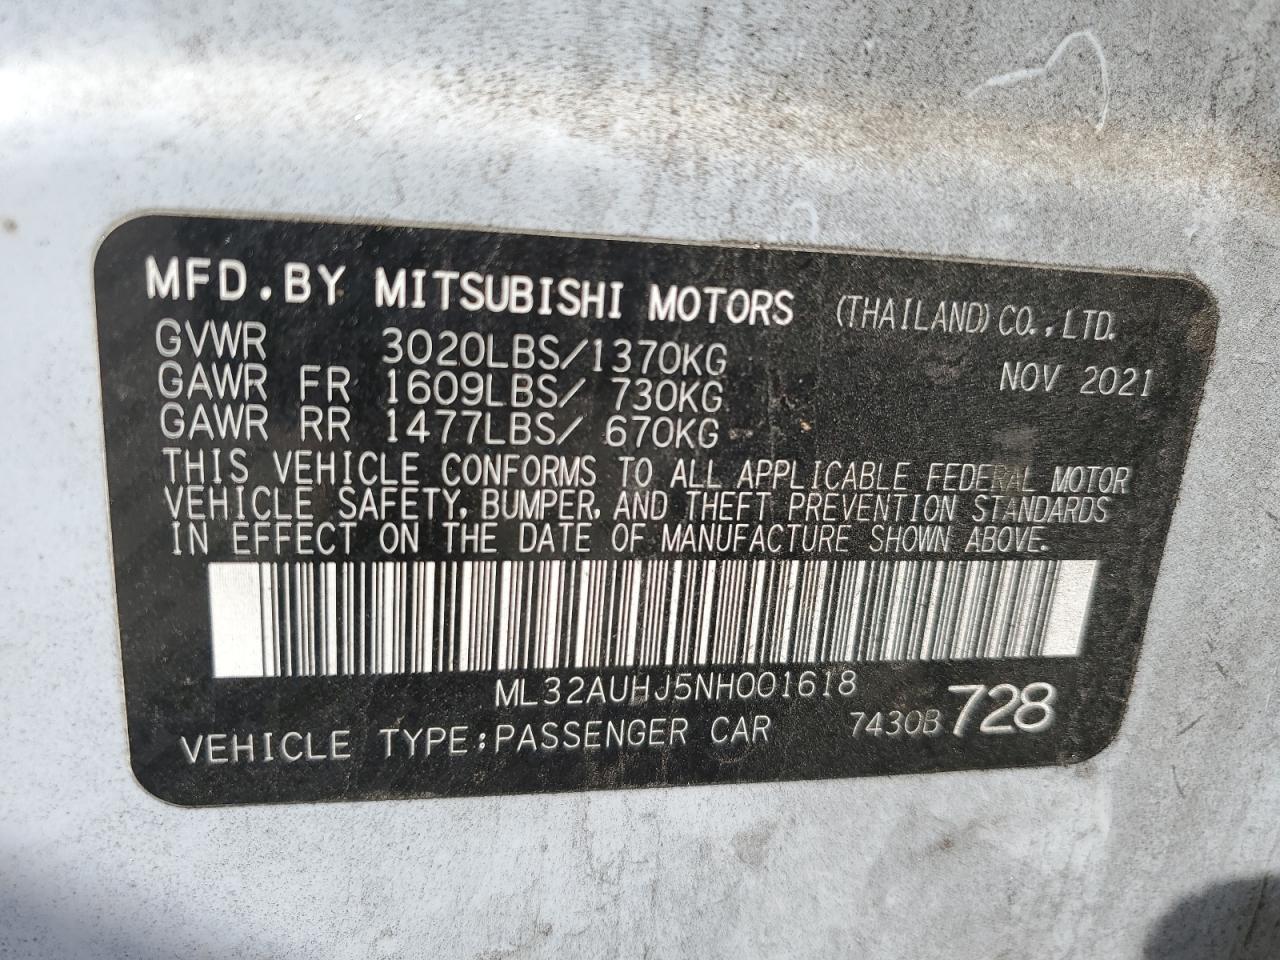 MFD. BY MITSUBISHI MOTORS (THAILAND) CO., LTD.
GVWR 3020LBS/1370KG NOV 2021
GAWR FR 1609LBS/ 730KG
GAWR RR 1477LBS/ 670KG
THIS VEHICLE CONFORMS TO ALL APPLICABLE FEDERAL MOTOR
VEHICLE SAFETY, BUMPER, AND THEFT PREVENTION STANDARDS
IN EFFECT ON THE DATE OF MANUFACTURE SHOWN ABOVE.
ML32AUHJ5NH001618
VEHICLE TYPE:PASSENGER CAR 7430B 728